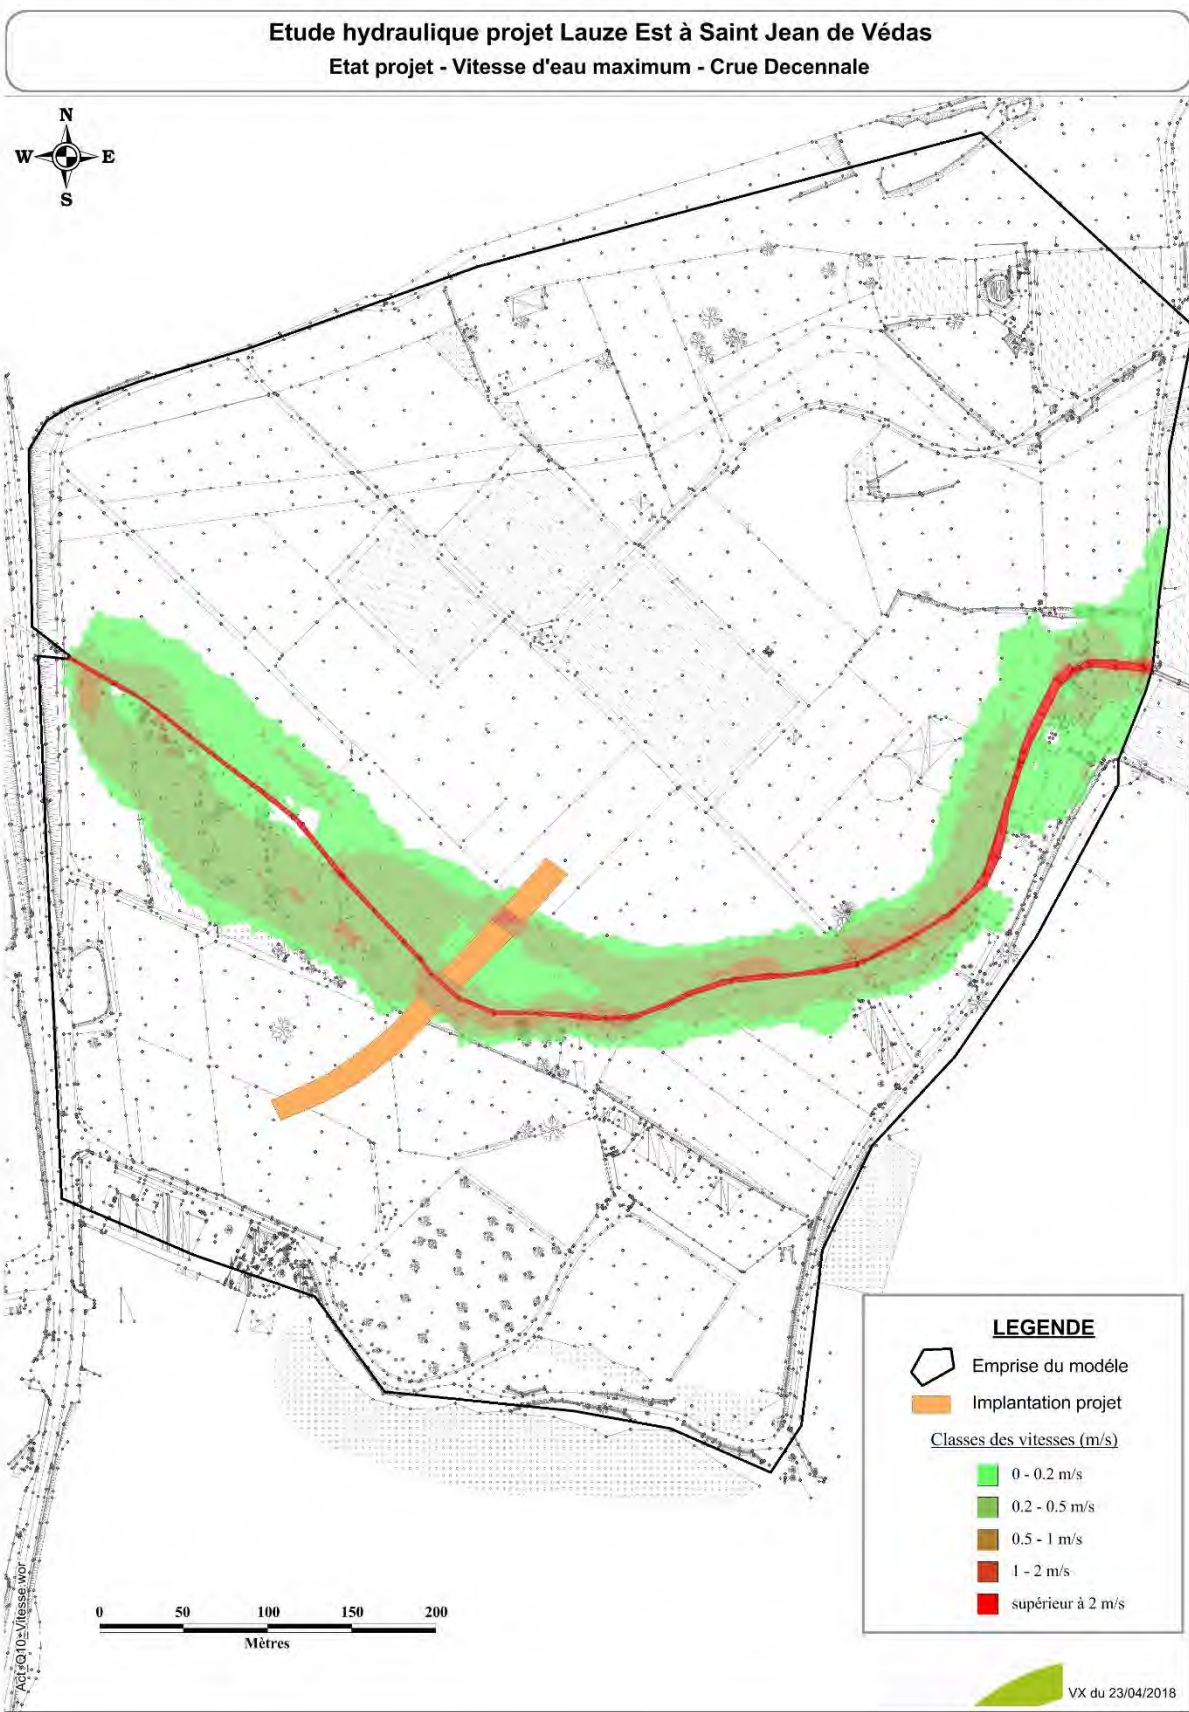 Etude hydraulique projet Lauze Est à Saint Jean de Védas
Etat projet - Vitesse d'eau maximum - Crue Decennale
N
W E
S
LEGENDE
Emprise du modéle
Implantation projet
Classes des vitesses (m/s)
0 - 0.2 m/s
0.2 - 0.5 m/s
0.5 - 1 m/s
1 - 2 m/s
supérieur à 2 m/s
0 50 100 150 200
Mètres
Act_Q10_Vitesse.wor
VX du 23/04/2018